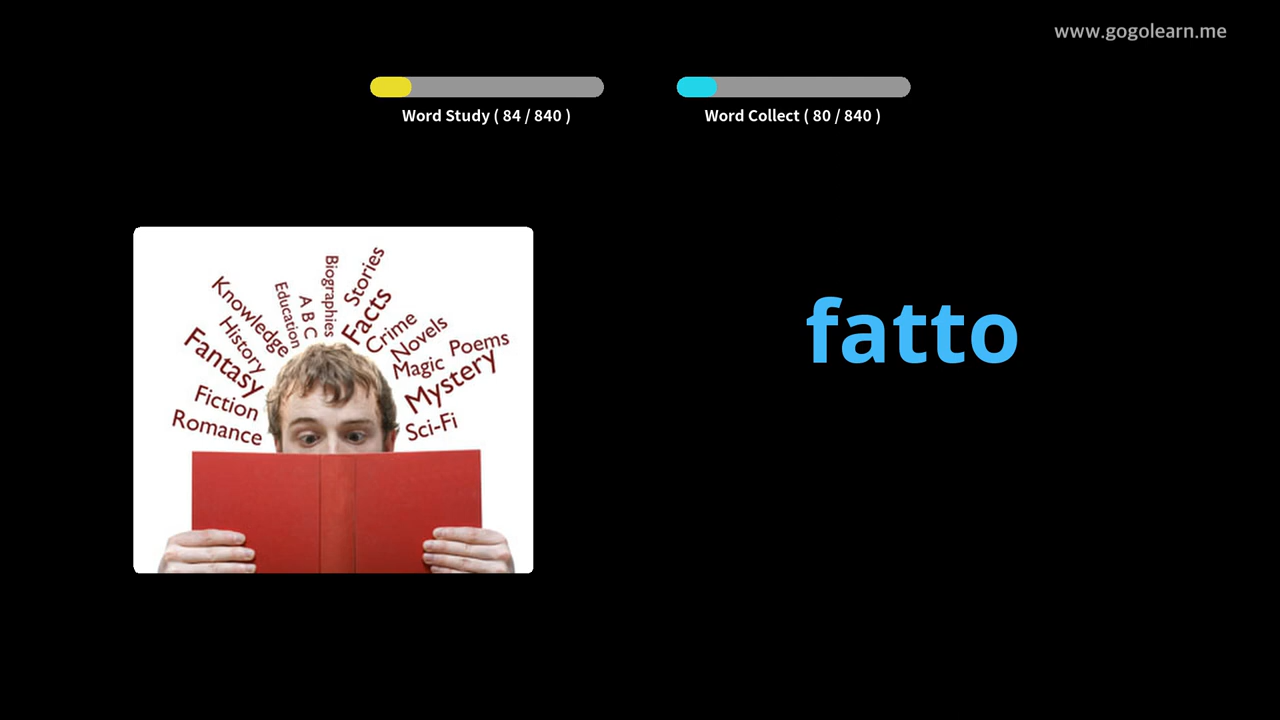 www.gogolearn.me
Word Study ( 84 / 840 )
Word Collect ( 80 / 840 )
Biographies
Stories
Education
A B C
Facts
Knowledge
Crime
History
Novels
Poems
Fantasy
Magic
Mystery
Fiction
Romance
Sci-Fi
fatto